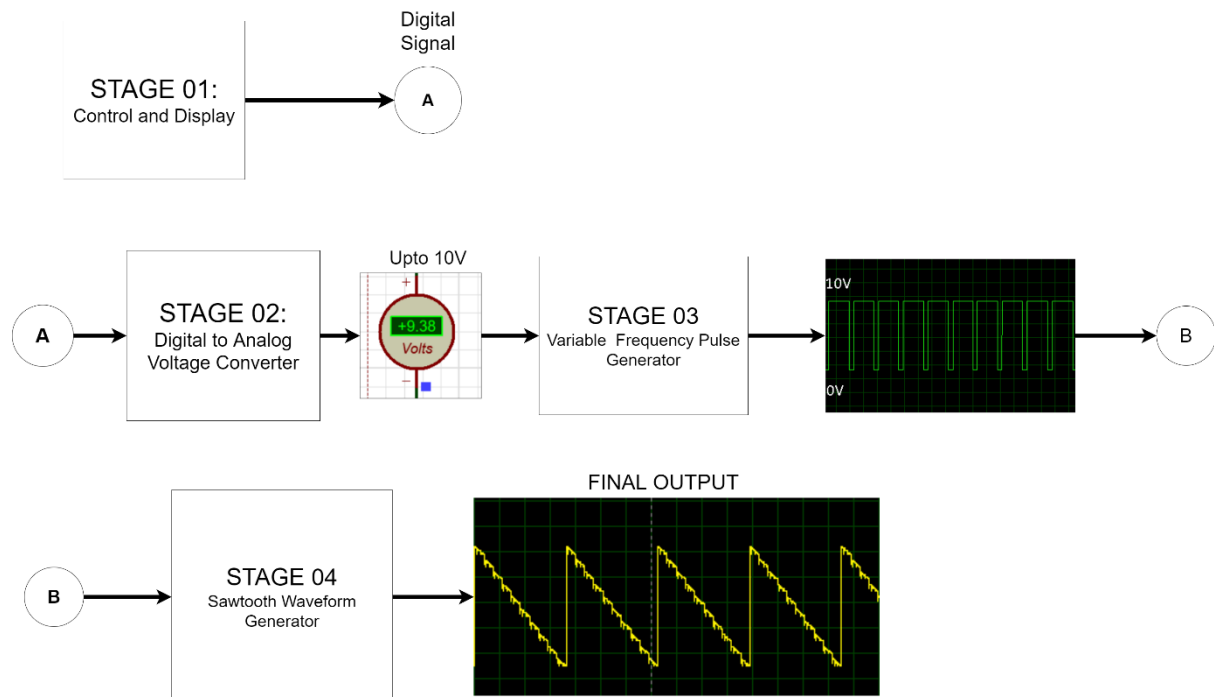 Digital
Signal
STAGE 01:
Control and Display
A
Upto 10V
A
STAGE 02:
Digital to Analog
Voltage Converter
+
+9.38
Volts
−
STAGE 03
Variable Frequency Pulse
Generator
10V
0V
B
FINAL OUTPUT
B
STAGE 04
Sawtooth Waveform
Generator